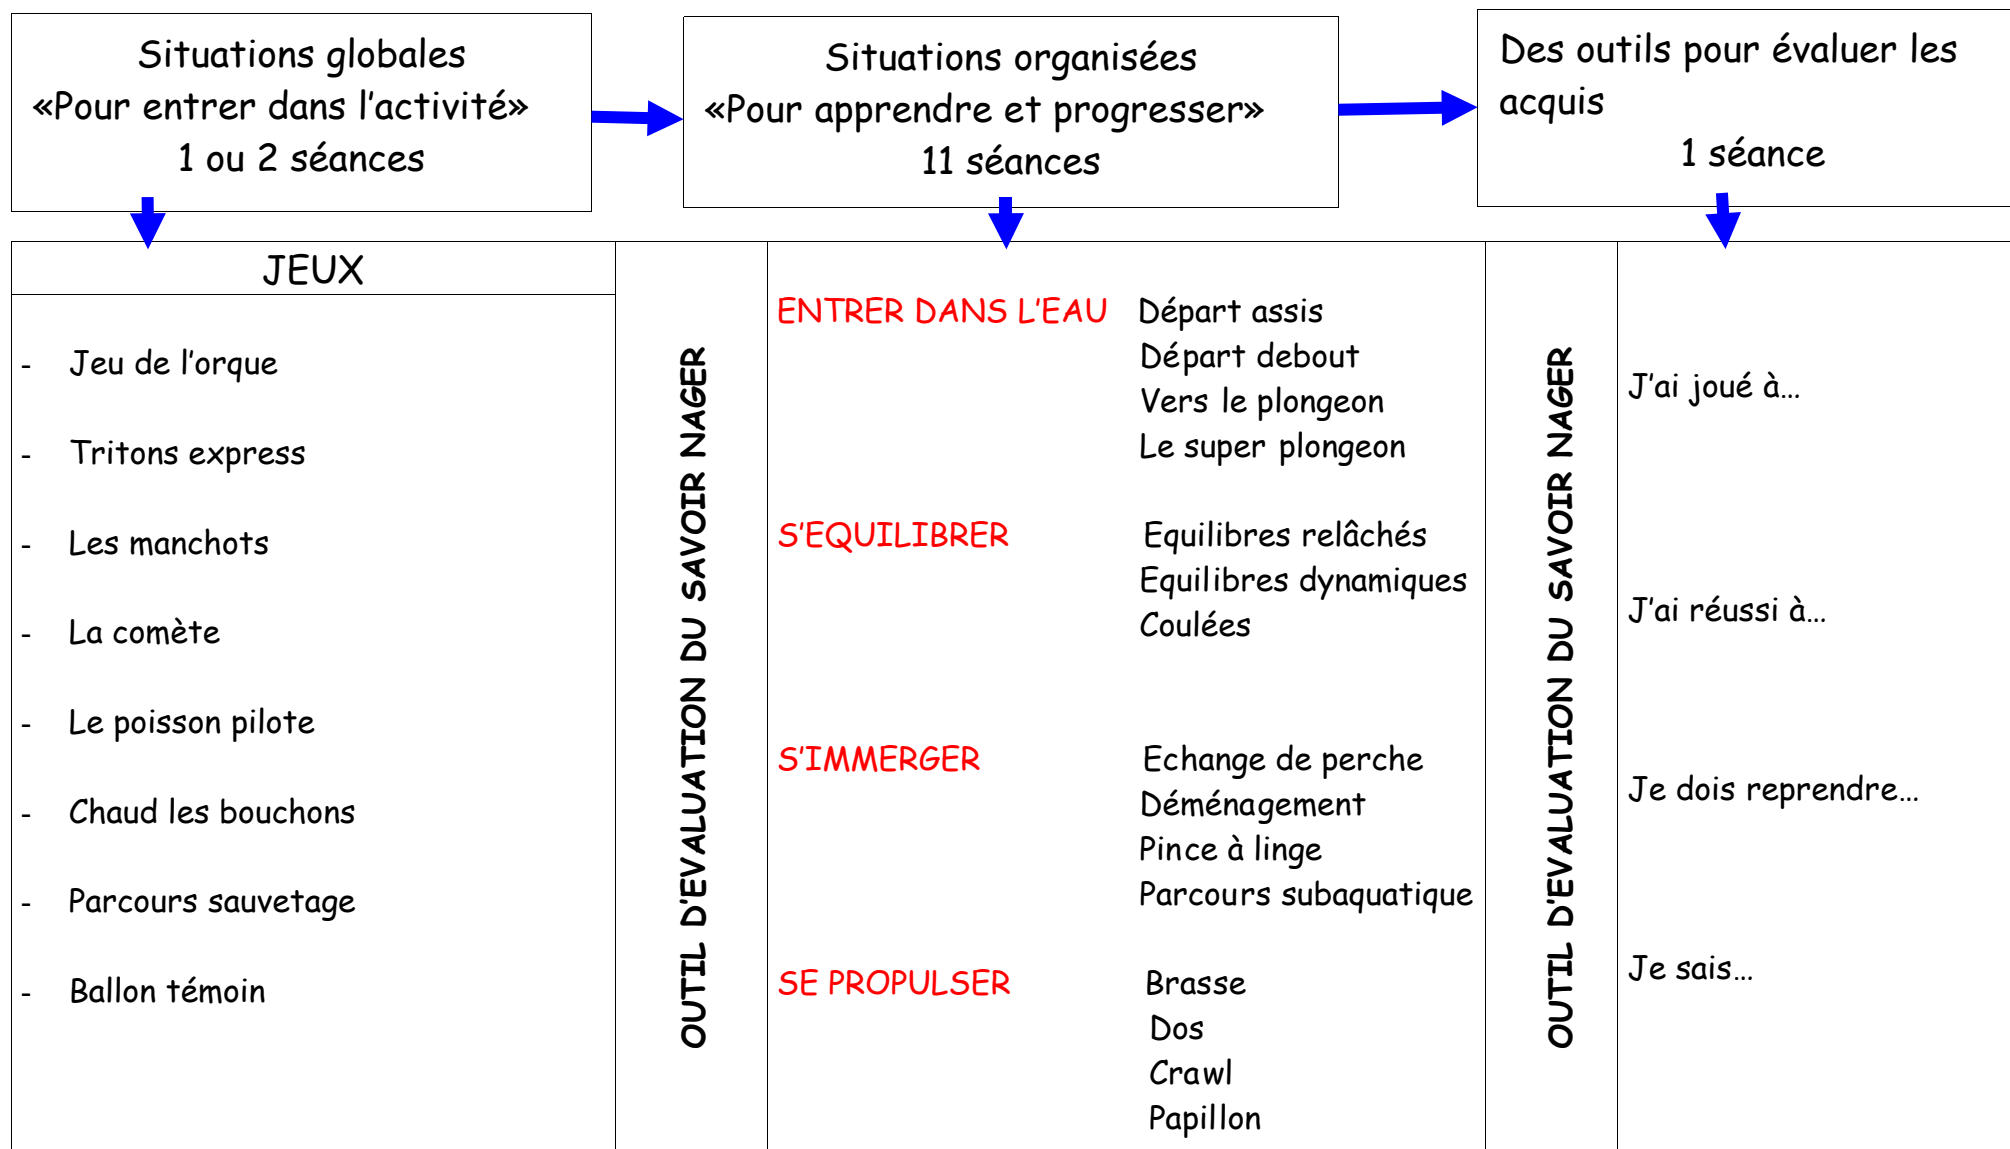 Situations globales
«Pour entrer dans l’activité»
1 ou 2 séances
Situations organisées
«Pour apprendre et progresser»
11 séances
Des outils pour évaluer les
acquis
1 séance
JEUX
- Jeu de l’orque
- Tritons express
- Les manchots
- La comète
- Le poisson pilote
- Chaud les bouchons
- Parcours sauvetage
- Ballon témoin
OUTIL D’EVALUATION DU SAVOIR NAGER
ENTRER DANS L’EAU Départ assis
Départ debout
Vers le plongeon
Le super plongeon
S’EQUILIBRER Equilibres relâchés
Equilibres dynamiques
Coulées
S’IMMERGER Echange de perche
Déménagement
Pince à linge
Parcours subaquatique
SE PROPULSER Brasse
Dos
Crawl
Papillon
OUTIL D’EVALUATION DU SAVOIR NAGER
J’ai joué à…
J’ai réussi à…
Je dois reprendre…
Je sais…